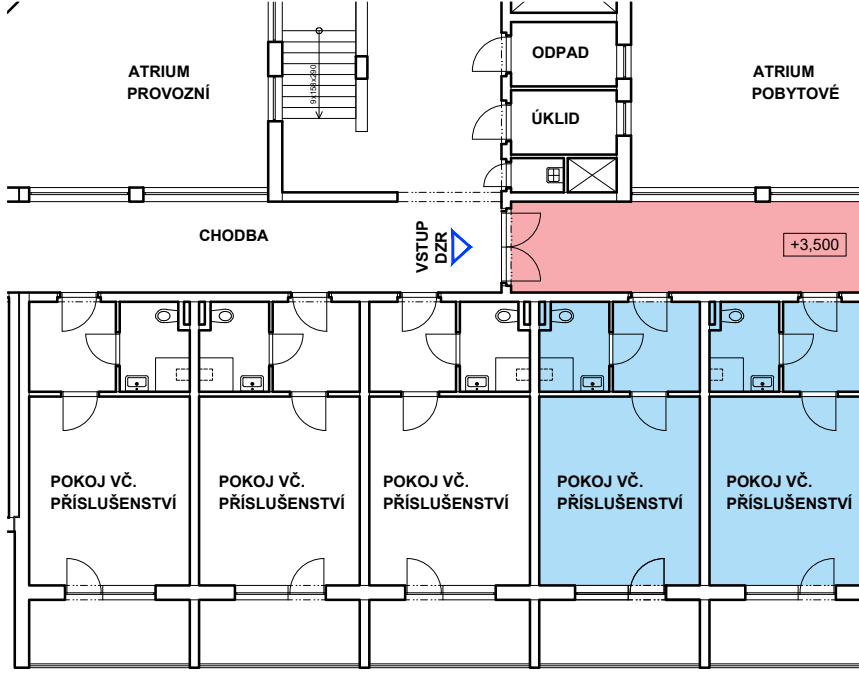 ATRIUM
PROVOZNÍ
9x158x290
ODPAD
ÚKLID
ATRIUM
POBYTOVÉ
CHODBA
VSTUP
DZR
+3,500
POKOJ VČ.
PŘÍSLUŠENSTVÍ
POKOJ VČ.
PŘÍSLUŠENSTVÍ
POKOJ VČ.
PŘÍSLUŠENSTVÍ
POKOJ VČ.
PŘÍSLUŠENSTVÍ
POKOJ VČ.
PŘÍSLUŠENSTVÍ